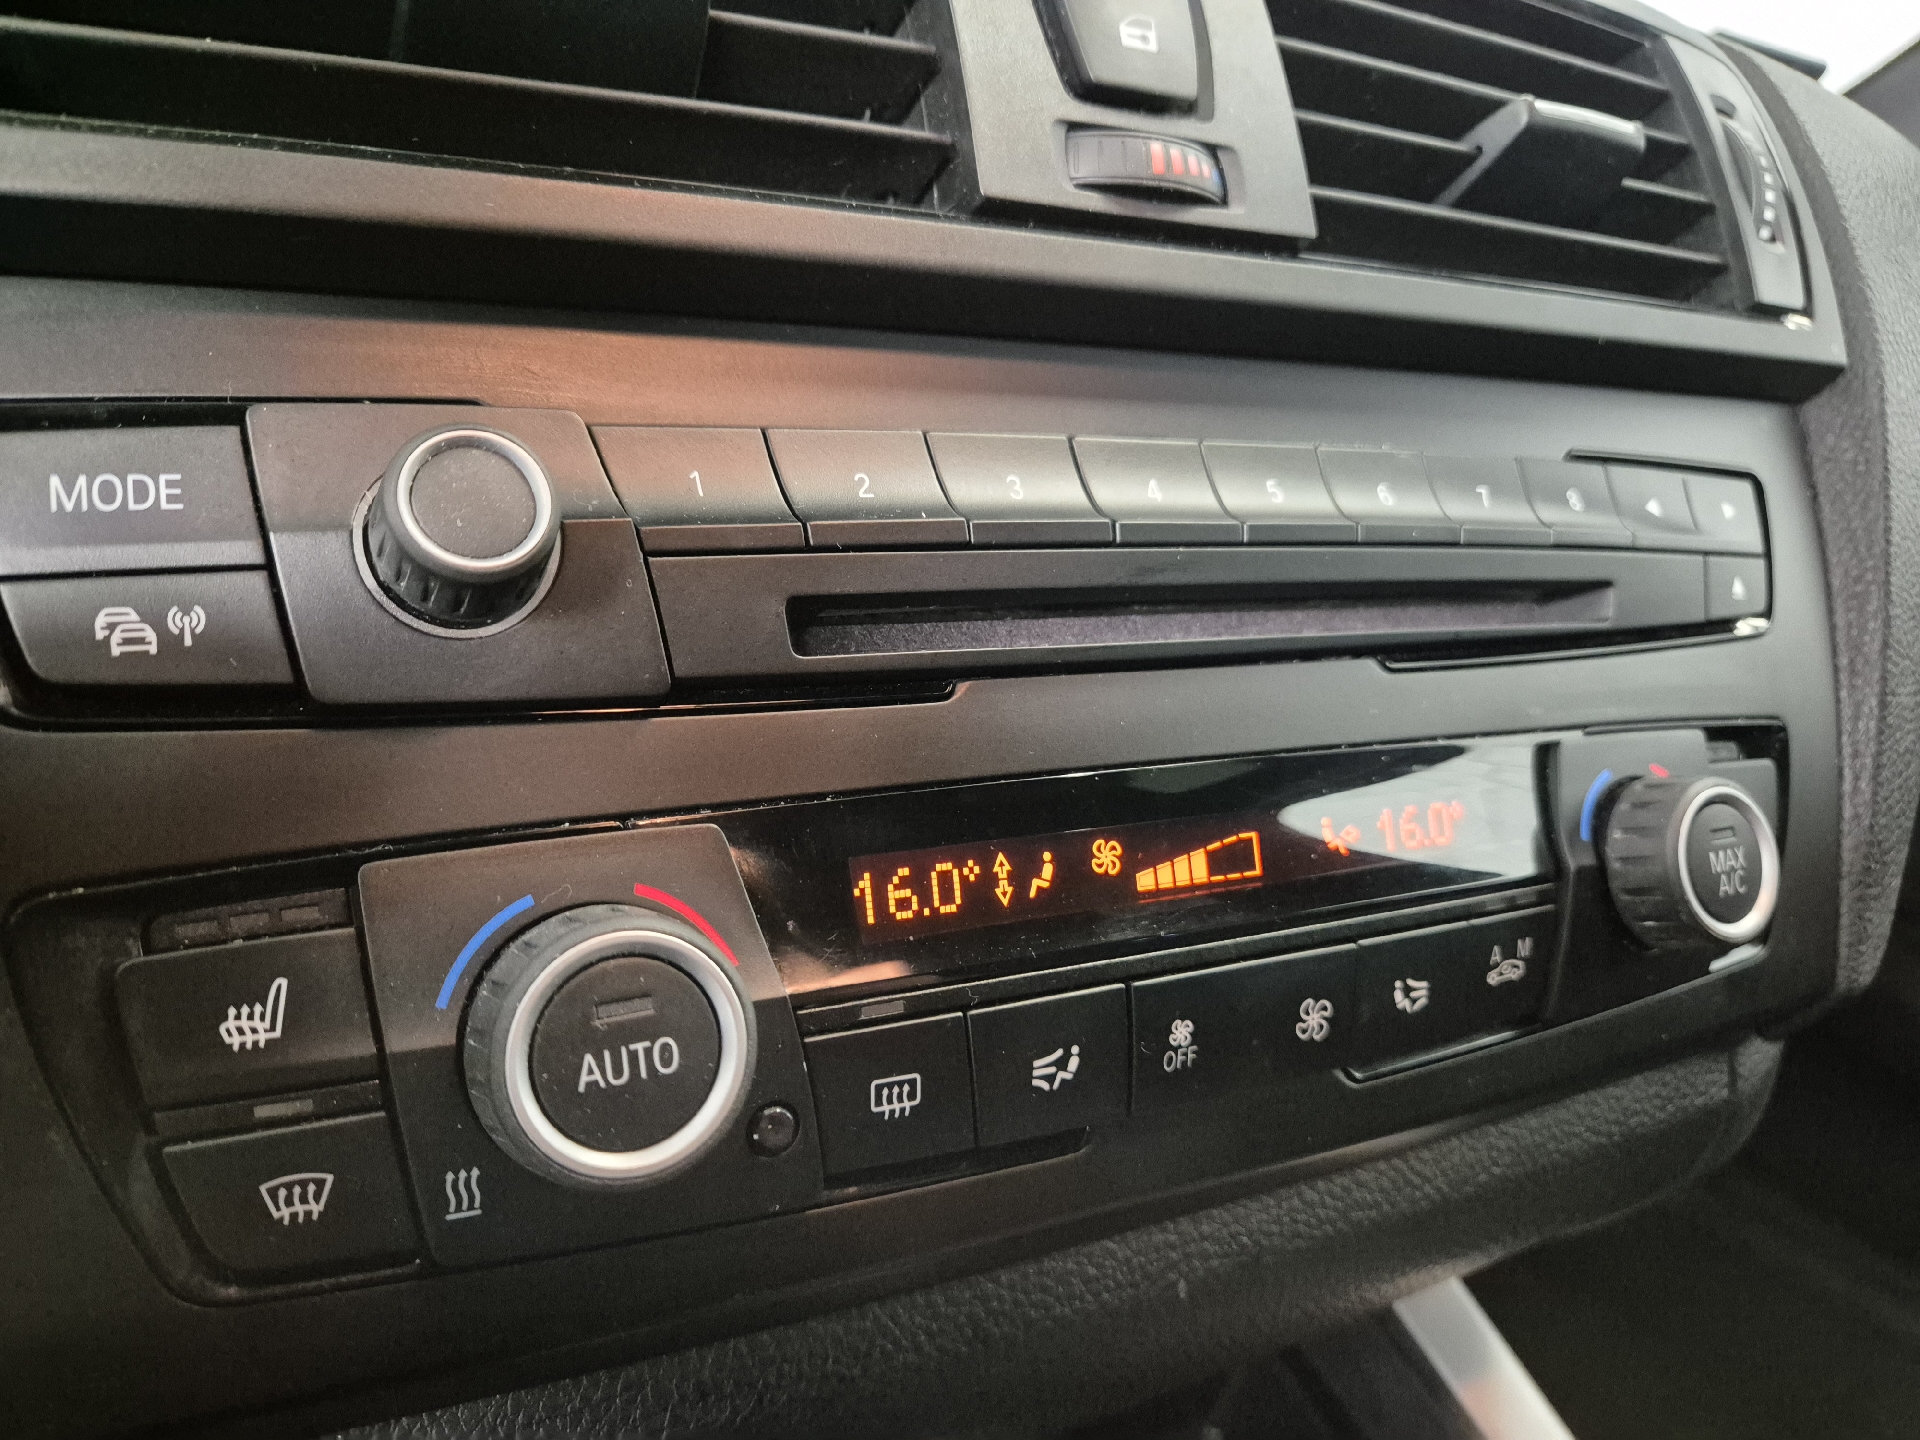 MODE
1 2 3 4 5 6 7 8
16.0° 16.0°
MAX
A/C
A M
AUTO
OFF